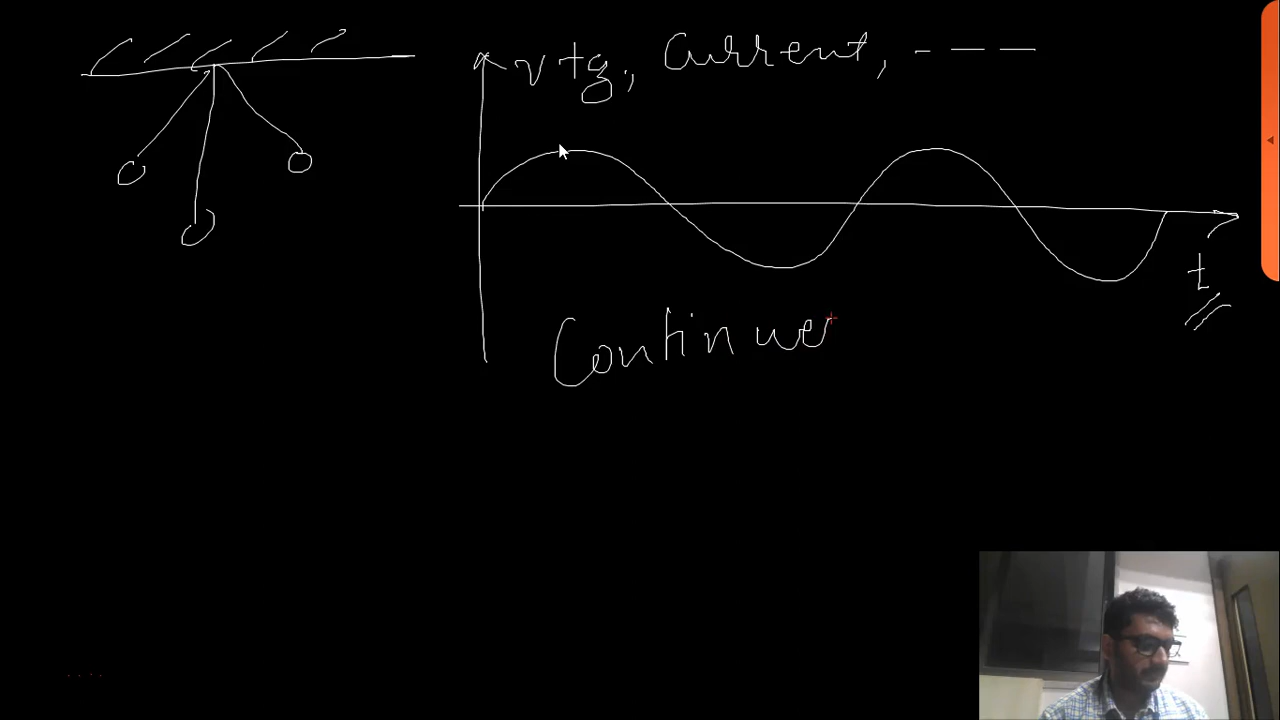 vtg, Current, - - - -
t
Continue